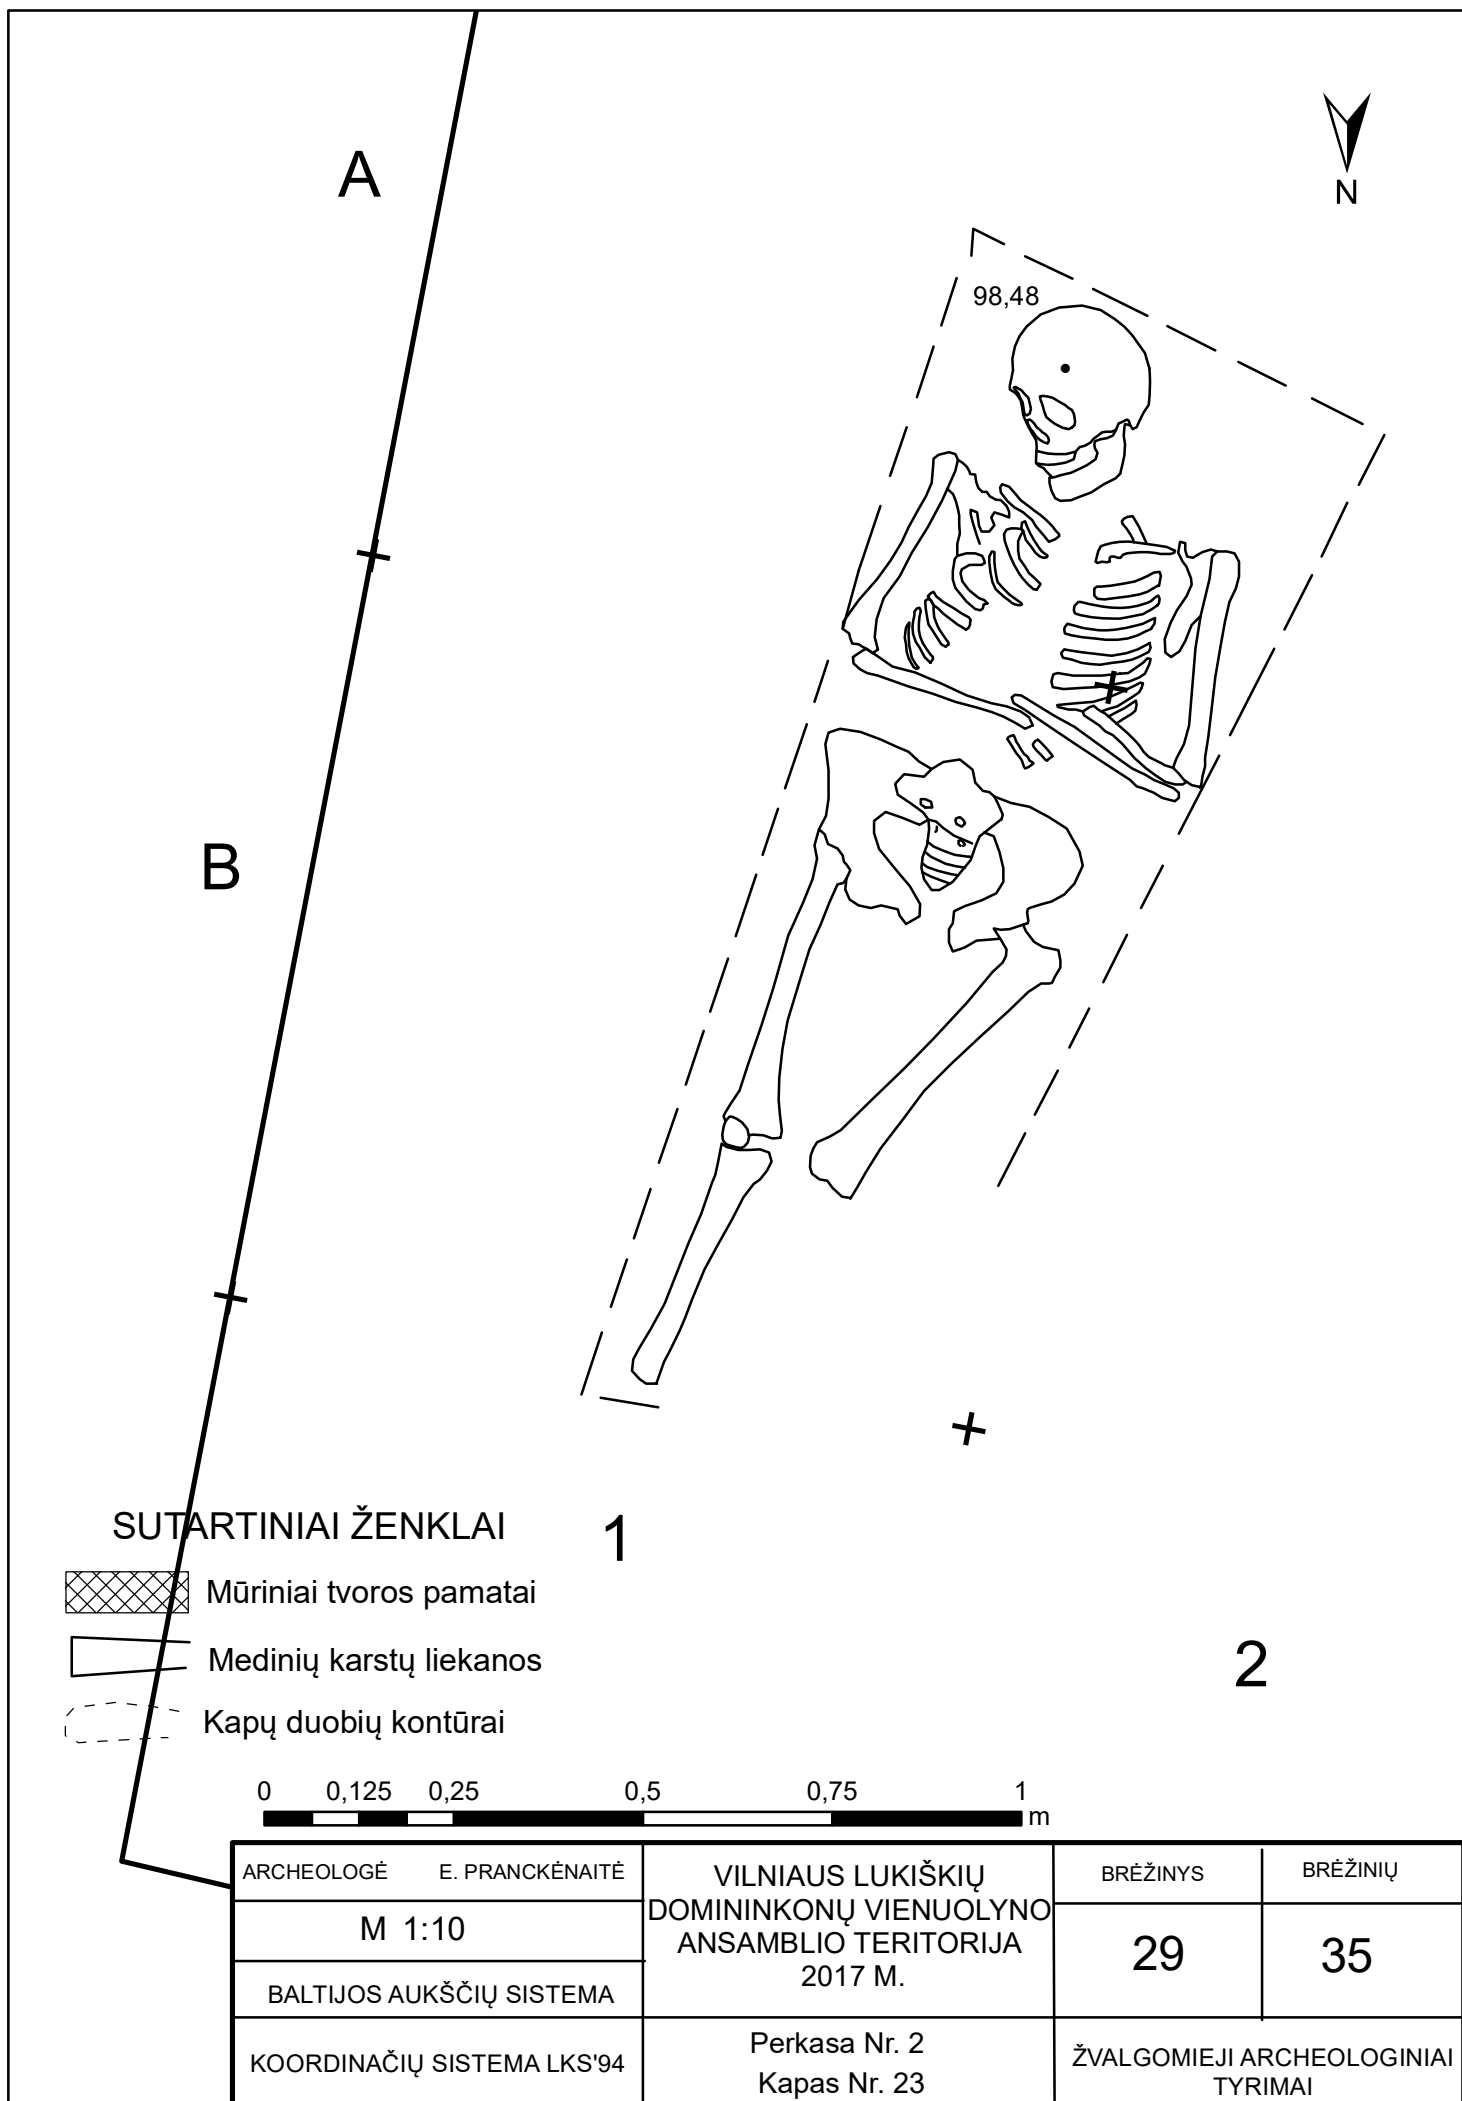 A
N
98,48
B
SUTARTINIAI ŽENKLAI
1
Mūriniai tvoros pamatai
Medinių karstų liekanos
2
Kapų duobių kontūrai
0 0,125 0,25 0,5 0,75 1
m
ARCHEOLOGĖ E. PRANCKĖNAITĖ
M 1:10
BALTIJOS AUKŠČIŲ SISTEMA
KOORDINAČIŲ SISTEMA LKS'94
VILNIAUS LUKIŠKIŲ
DOMININKONŲ VIENUOLYNO
ANSAMBLIO TERITORIJA
2017 M.
Perkasa Nr. 2
Kapas Nr. 23
BRĖŽINYS
29
BRĖŽINIŲ
35
ŽVALGOMIEJI ARCHEOLOGINIAI
TYRIMAI